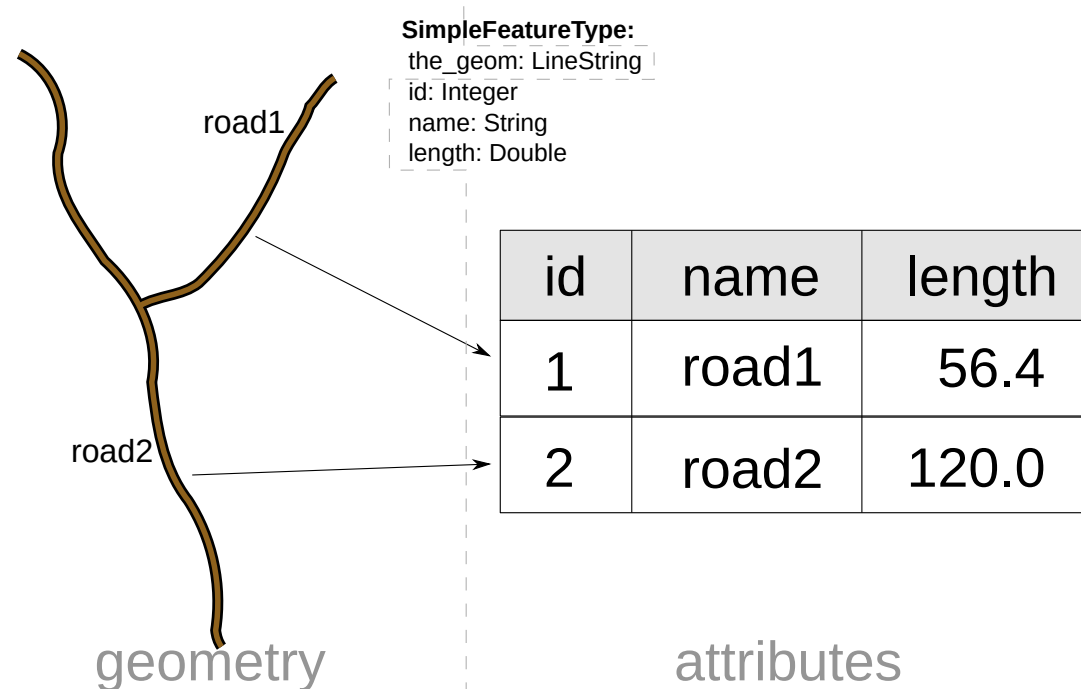 SimpleFeatureType:
the_geom: LineString
id: Integer
name: String
length: Double
road1
road2
id name length
1 road1 56.4
2 road2 120.0
geometry
attributes